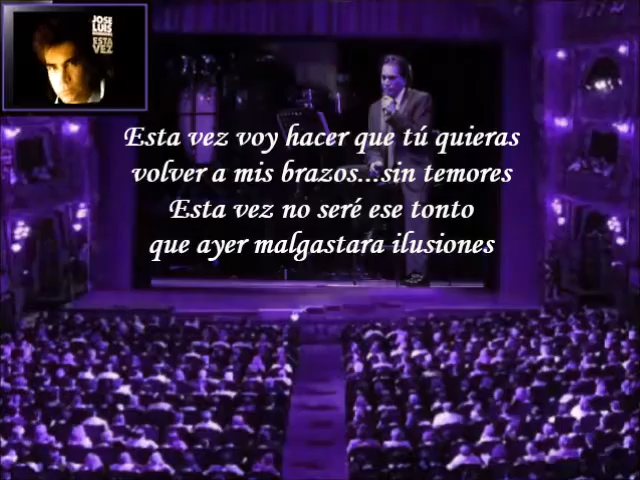 JOSE
LUIS
ESTA
VEZ
Esta vez voy hacer que tú quieras
volver a mis brazos...sin temores
Esta vez no seré ese tonto
que ayer malgastara ilusiones